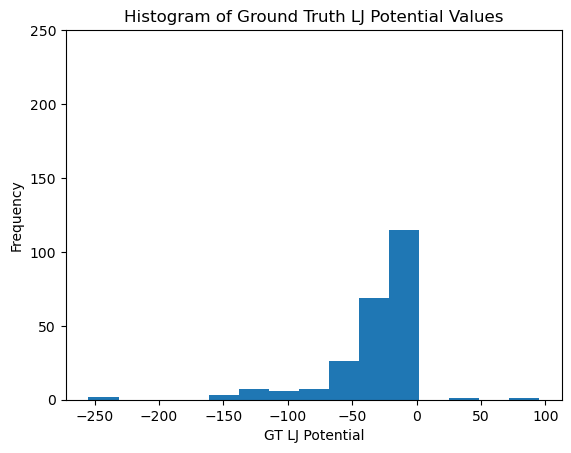 Histogram of Ground Truth LJ Potential Values
250
200
150
100
50
0
Frequency
−250 −200 −150 −100 −50 0 50 100
GT LJ Potential